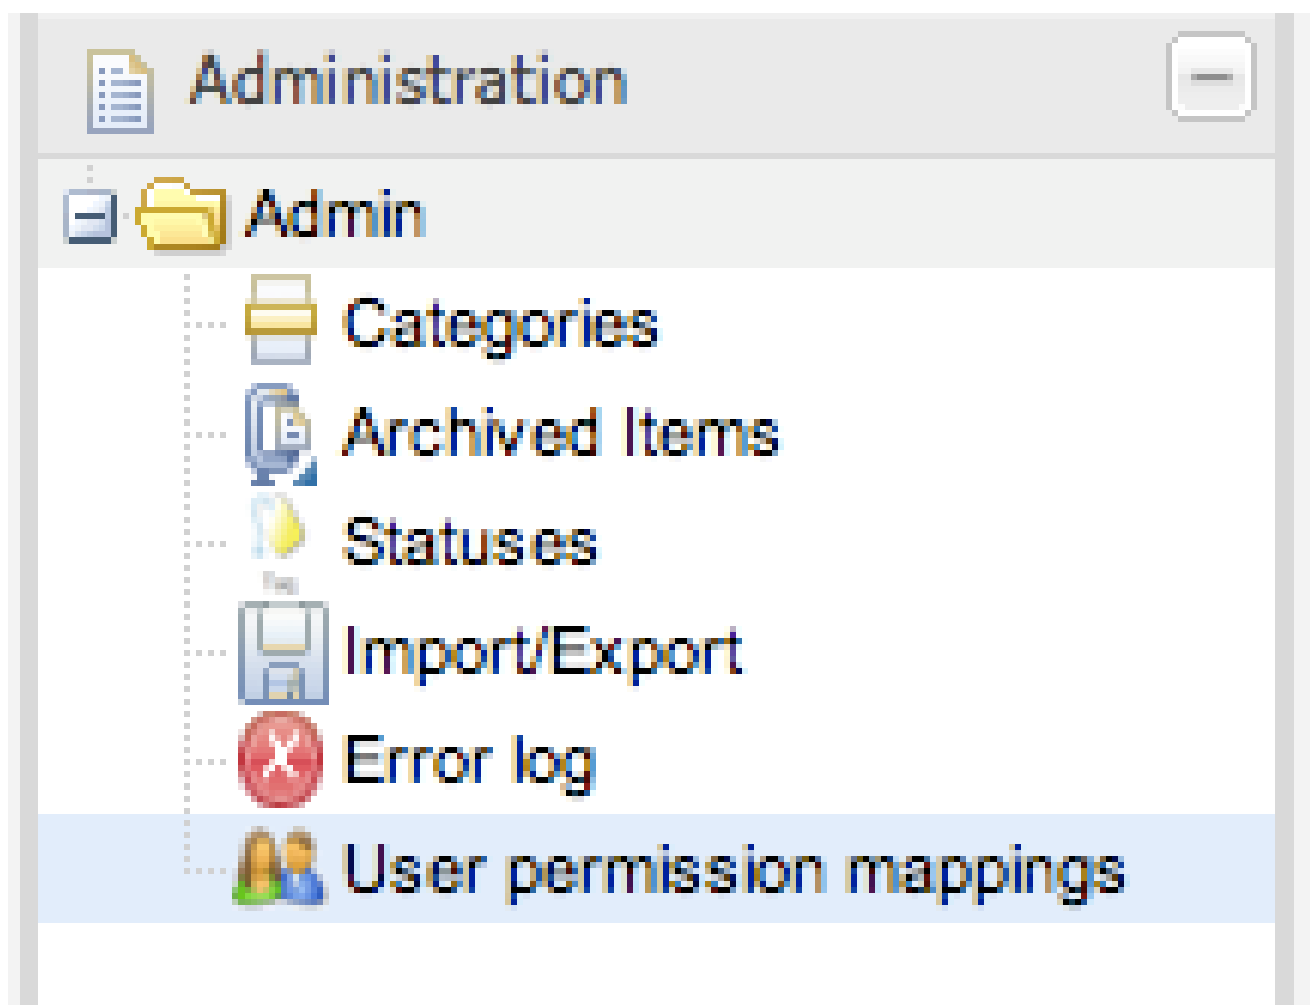 Administration
Admin
Categories
Archived Items
Statuses
Import/Export
Error log
User permission mappings